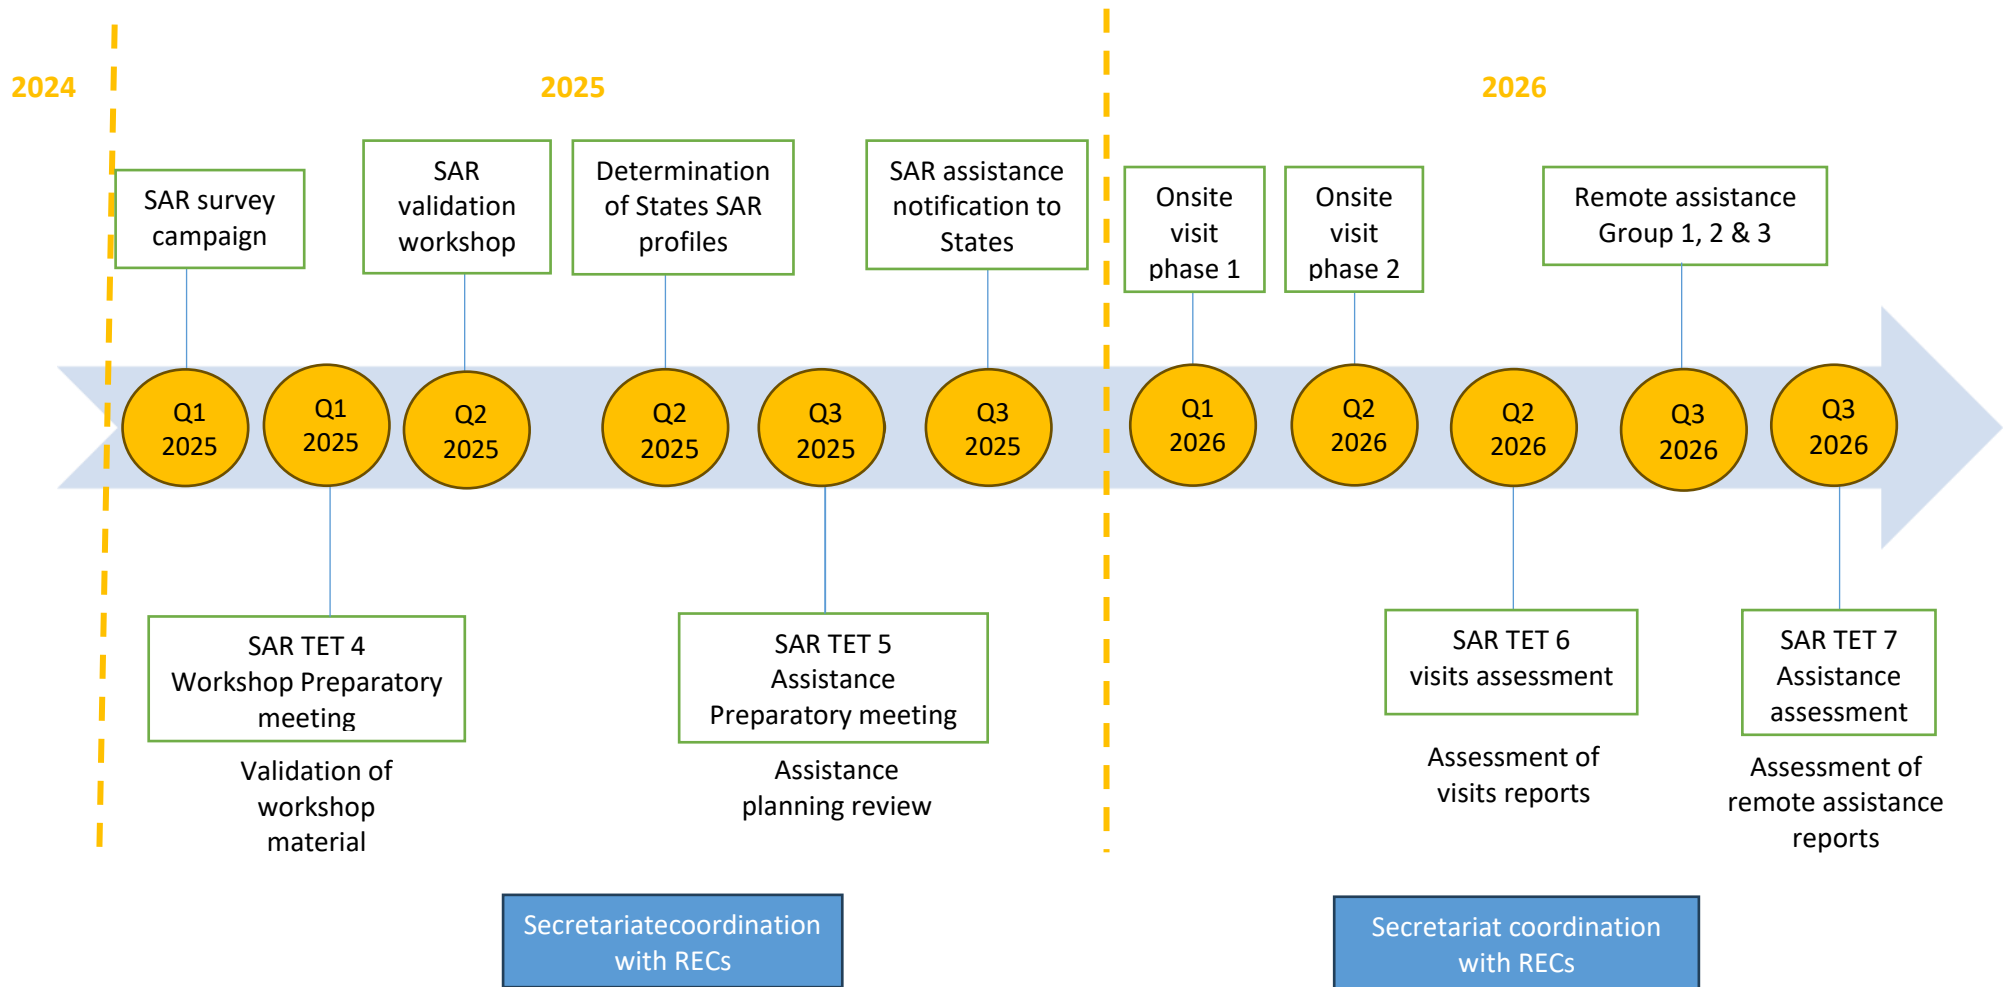 2024
2025
2026
SAR survey
campaign
SAR
validation
workshop
Determination
of States SAR
profiles
SAR assistance
notification to
States
Onsite
visit
phase 1
Onsite
visit
phase 2
Remote assistance
Group 1, 2 & 3
Q1
2025
Q1
2025
Q2
2025
Q2
2025
Q3
2025
Q3
2025
Q1
2026
Q2
2026
Q2
2026
Q3
2026
Q3
2026
SAR TET 4
Workshop Preparatory
meeting
Validation of
workshop
material
SAR TET 5
Assistance
Preparatory meeting
Assistance
planning review
SAR TET 6
visits assessment
Assessment of
visits reports
SAR TET 7
Assistance
assessment
Assessment of
remote assistance
reports
Secretariatecoordination
with RECs
Secretariat coordination
with RECs